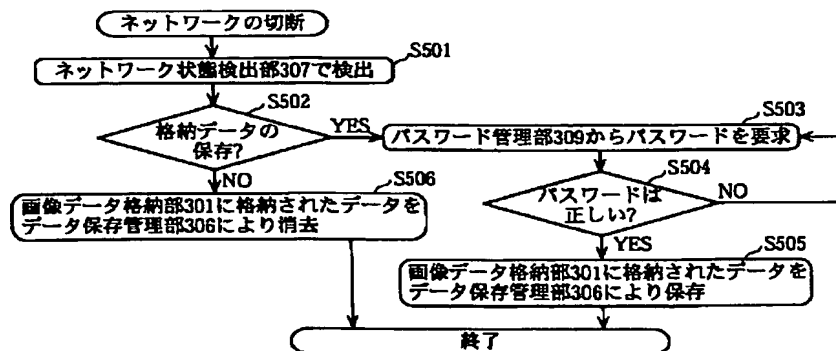 ネットワークの切断
S501
ネットワーク状態検出部307で検出
S502
格納データの
保存?
YES
NO
S503
パスワード管理部309からパスワードを要求
S504
パスワードは
正しい?
NO
YES
S506
画像データ格納部301に格納されたデータを
データ保存管理部306により消去
S505
画像データ格納部301に格納されたデータを
データ保存管理部306により保存
終了